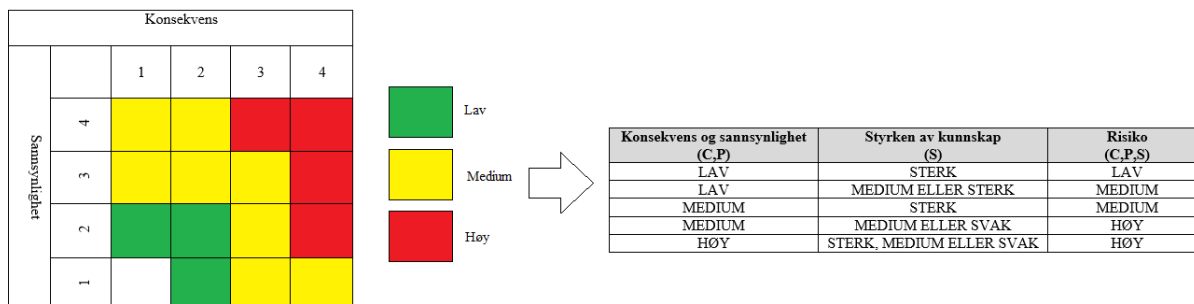 Konsekvens
1 2 3 4
Sannsynlighet
4
3
2
1
Lav
Medium
Høy
Konsekvens og sannsynlighet Styrken av kunnskap Risiko
(C,P) (S) (C,P,S)
LAV STERK LAV
LAV MEDIUM ELLER STERK MEDIUM
MEDIUM STERK MEDIUM
MEDIUM MEDIUM ELLER SVAK HØY
HØY STERK, MEDIUM ELLER SVAK HØY